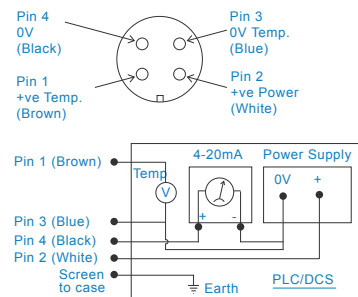 Pin 4
0V
(Black)
Pin 3
0V Temp.
(Blue)
Pin 1
+ve Temp.
(Brown)
Pin 2
+ve Power
(White)
Pin 1 (Brown)
Temp
V
4-20mA
+ -
Power Supply
0V +
Pin 3 (Blue)
Pin 4 (Black)
Pin 2 (White)
Screen
to case
Earth
PLC/DCS